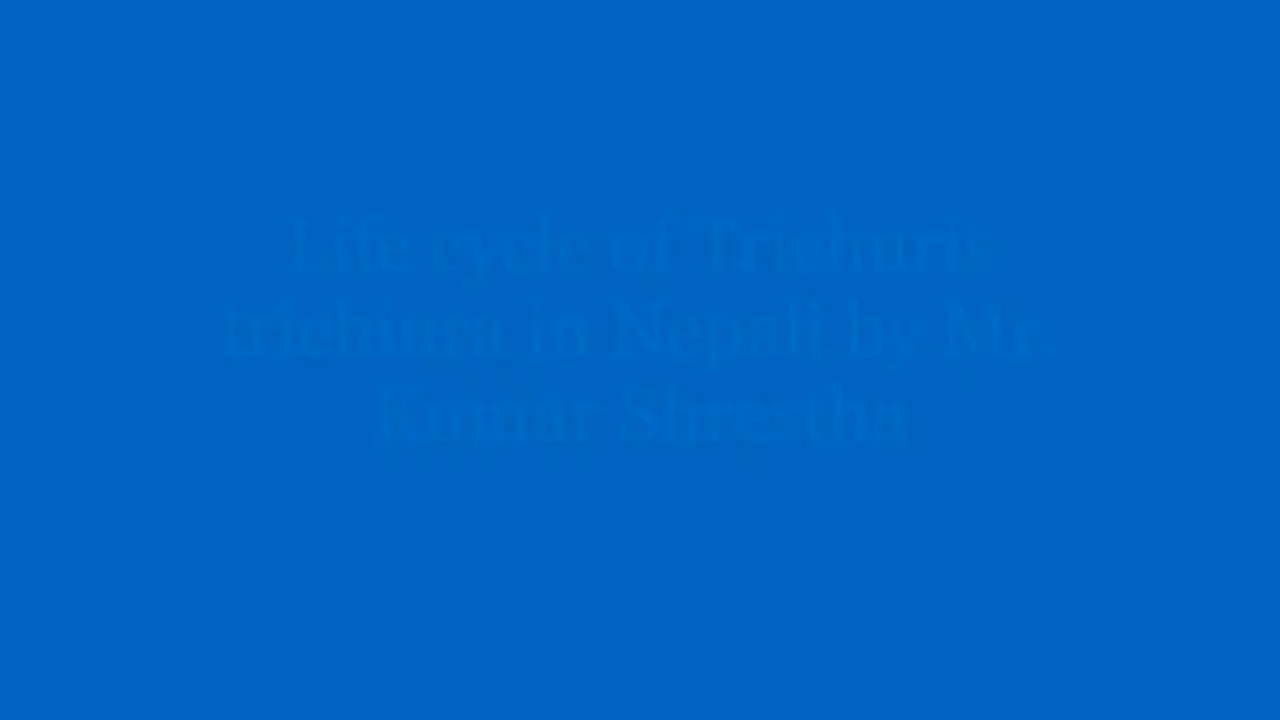 Life cycle of Trichuris
trichiura in Nepali by Mr.
Kumar Shrestha